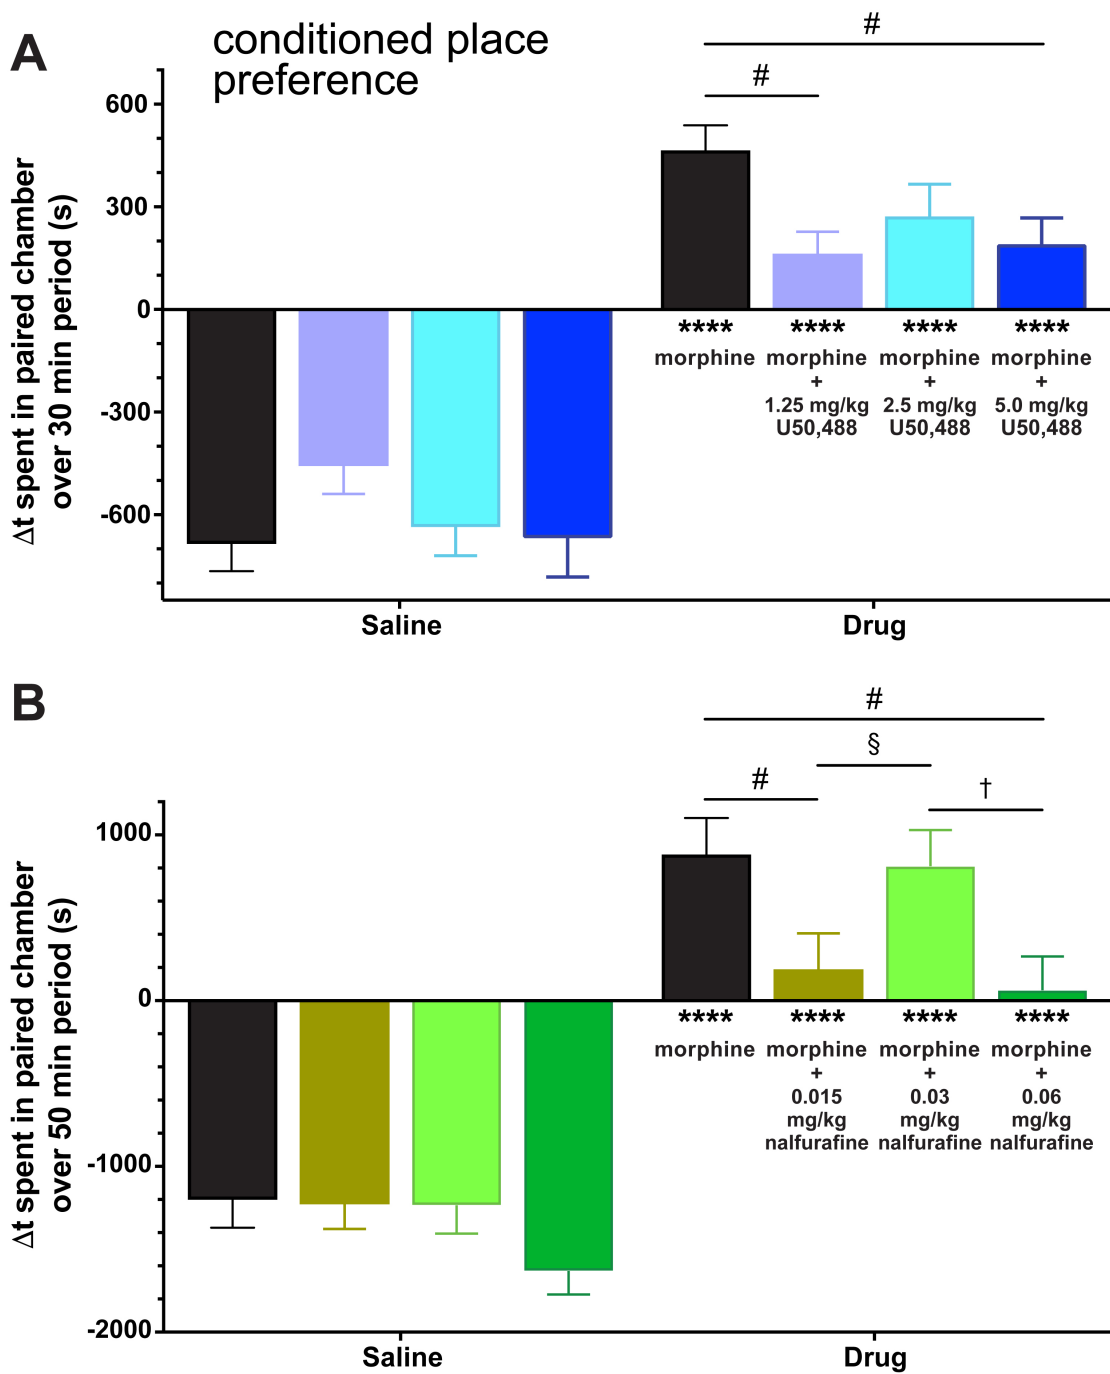 A
conditioned place
preference
#
#
Δt spent in paired chamber
over 30 min period (s)
600
300
0
-300
-600
**** **** **** ****
morphine morphine morphine morphine
+ + +
1.25 mg/kg 2.5 mg/kg 5.0 mg/kg
U50,488 U50,488 U50,488
Saline Drug
B
#
§
#
†
Δt spent in paired chamber
over 50 min period (s)
1000
0
-1000
-2000
**** **** **** ****
morphine morphine morphine morphine
+ + +
0.015 0.03 0.06
mg/kg mg/kg mg/kg
nalfurafine nalfurafine nalfurafine
Saline Drug